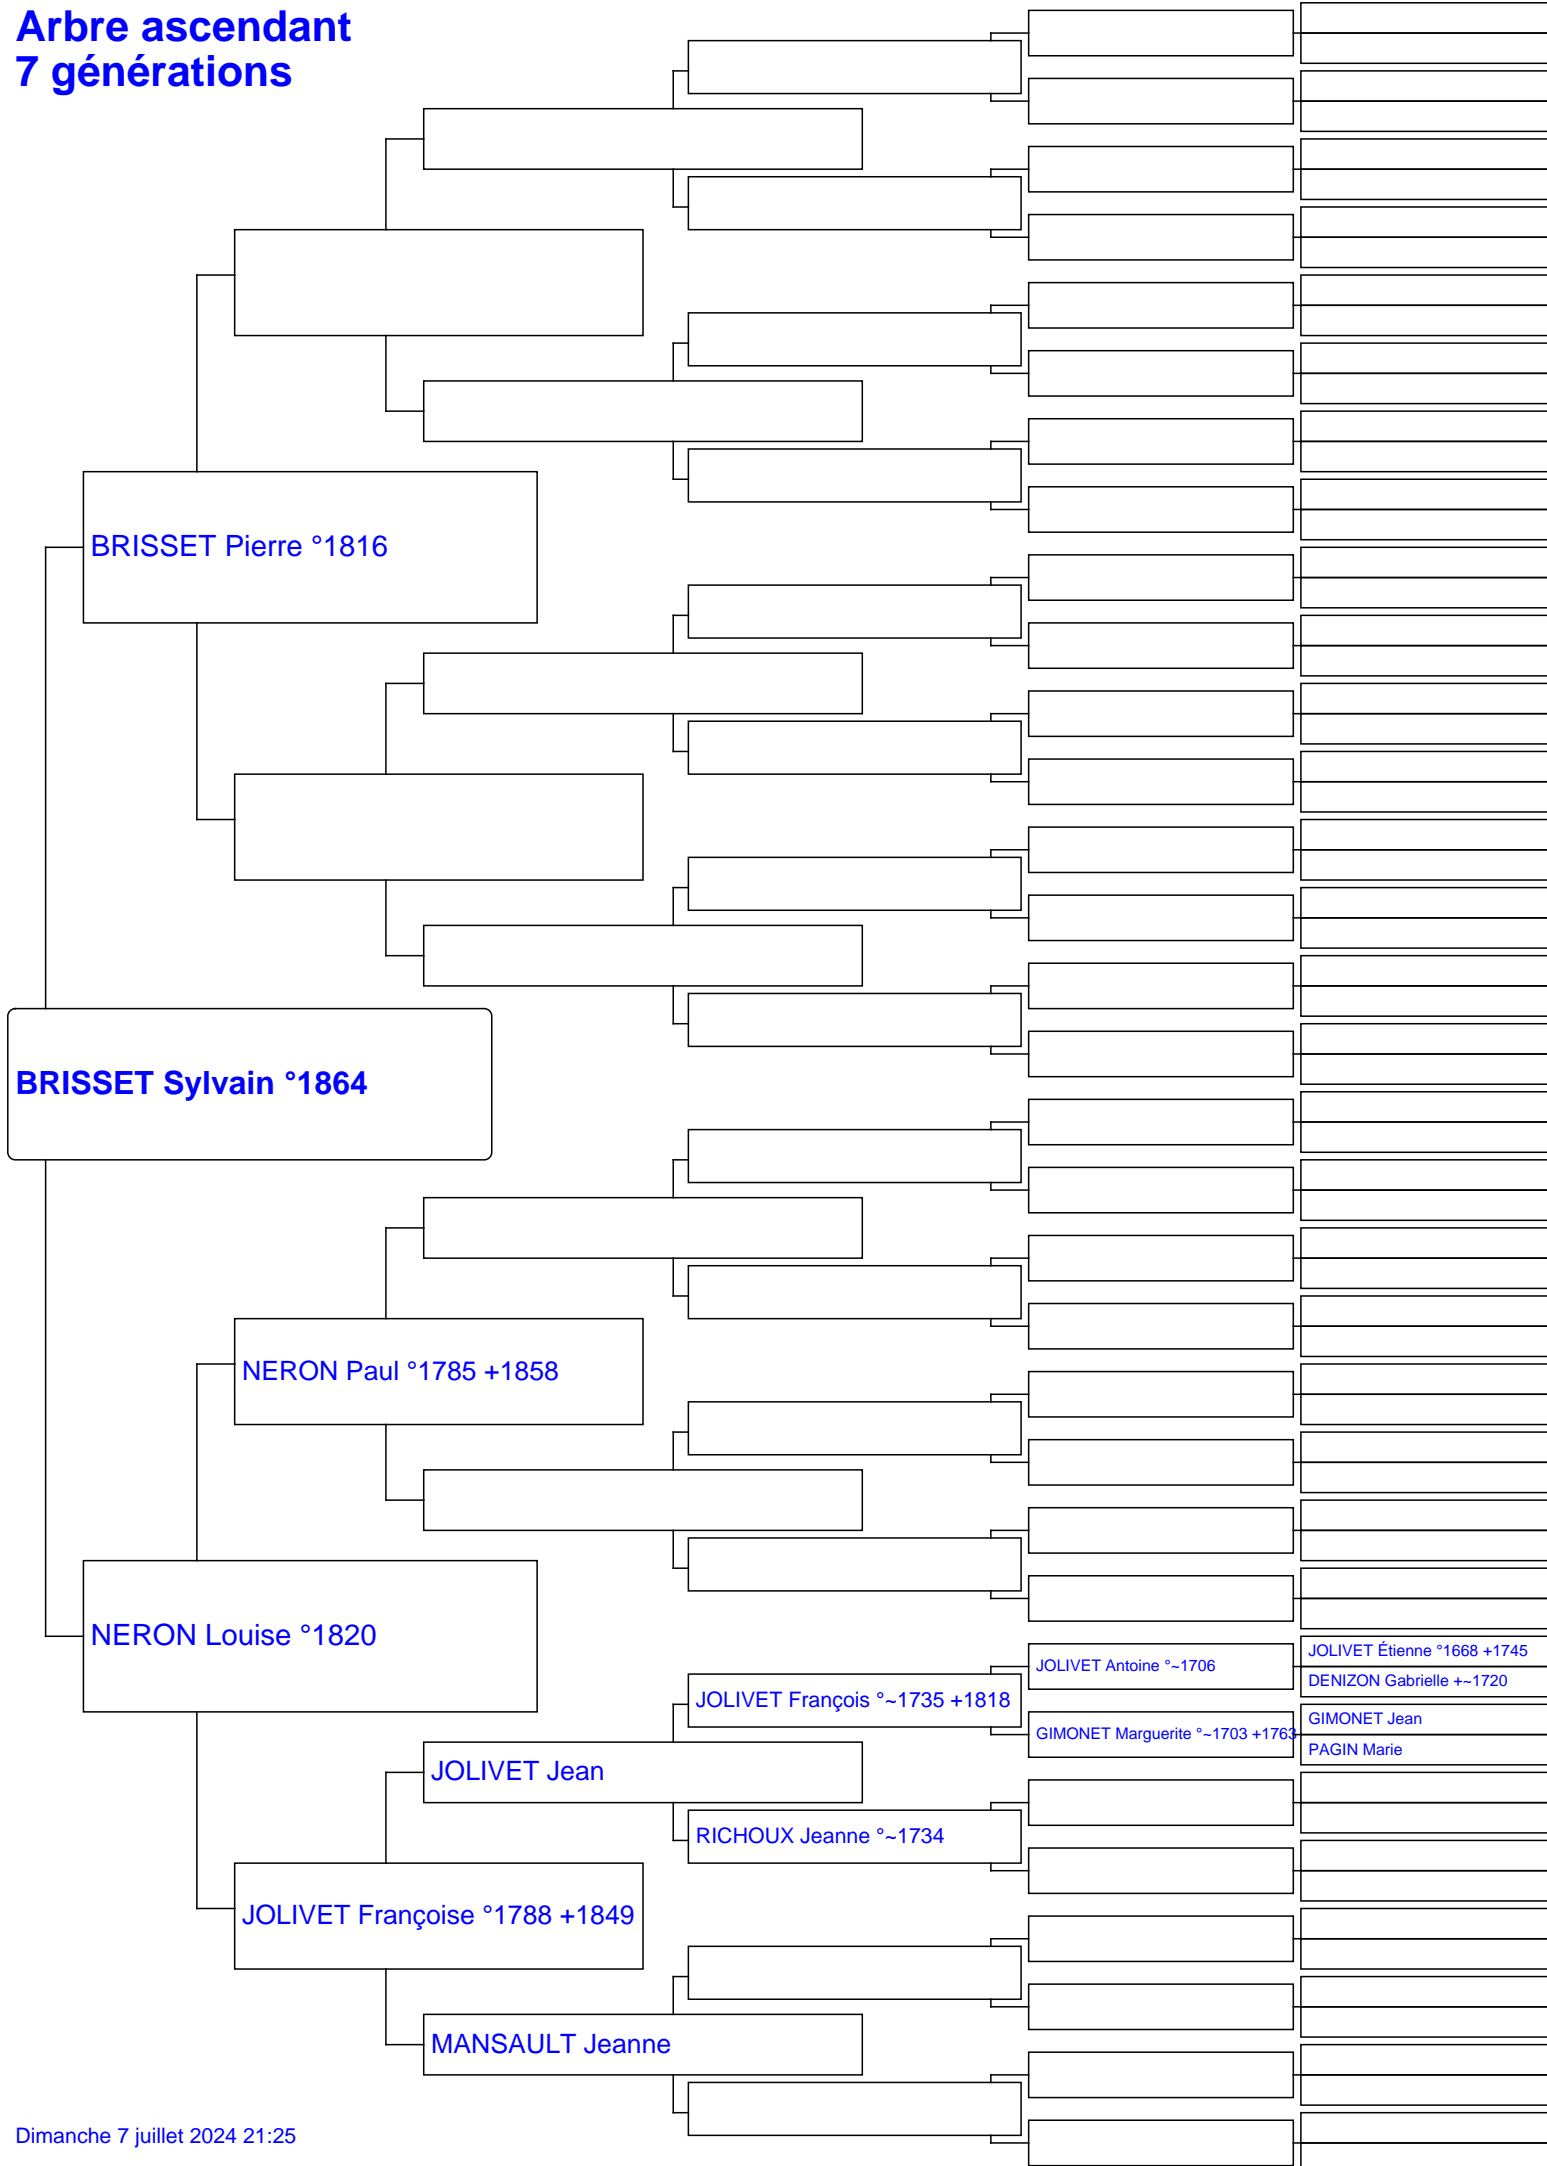 Arbre ascendant
7 générations
BRISSET Pierre °1816
BRISSET Sylvain °1864
NERON Paul °1785 +1858
NERON Louise °1820
JOLIVET Étienne °1668 +1745
JOLIVET Antoine °~1706
DENIZON Gabrielle +~1720
JOLIVET François °~1735 +1818
GIMONET Jean
GIMONET Marguerite °~1703 +1763
PAGIN Marie
JOLIVET Jean
RICHOUX Jeanne °~1734
JOLIVET Françoise °1788 +1849
MANSAULT Jeanne
Dimanche 7 juillet 2024 21:25